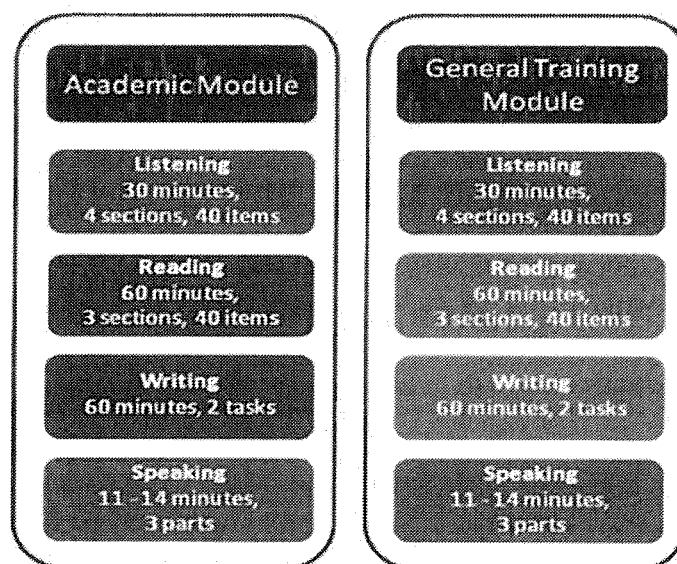 Academic Module
Listening
30 minutes,
4 sections, 40 items
Reading
60 minutes,
3 sections, 40 items
Writing
60 minutes, 2 tasks
Speaking
11 - 14 minutes,
3 parts
General Training
Module
Listening
30 minutes,
4 sections, 40 items
Reading
60 minutes,
3 sections, 40 items
Writing
60 minutes, 2 tasks
Speaking
11 - 14 minutes,
3 parts